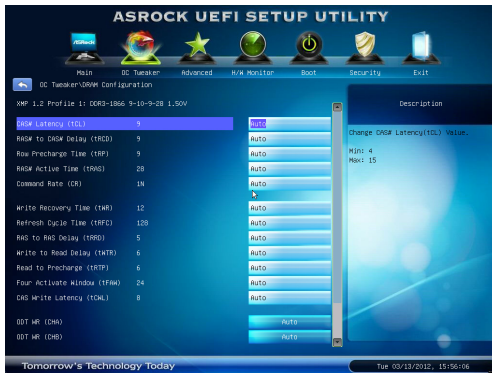 ASROCK UEFI SETUP UTILITY
ASRock
Main OC Tweaker Advanced H/W Monitor Boot Security Exit
OC Tweaker\DRAM Configuration
XMP 1.2 Profile 1: DDR3-1866 9-10-9-28 1.50V
Description
CAS# Latency (tCL) 9 Auto
Change CAS# Latency(tCL) Value.
RAS# to CAS# Delay (tRCD) 9 Auto
Min: 4
Row Precharge Time (tRP) 9 Auto
Max: 15
RAS# Active Time (tRAS) 28 Auto
Command Rate (CR) 1N Auto
Write Recovery Time (tWR) 12 Auto
Refresh Cycle Time (tRFC) 128 Auto
RAS to RAS Delay (tRRD) 5 Auto
Write to Read Delay (tWTR) 6 Auto
Read to Precharge (tRTP) 6 Auto
Four Activate Window (tFAW) 24 Auto
CAS Write Latency (tCWL) 8 Auto
ODT WR (CHA) Auto
ODT WR (CHB) Auto
Tomorrow's Technology Today
Tue 03/13/2012, 15:56:06